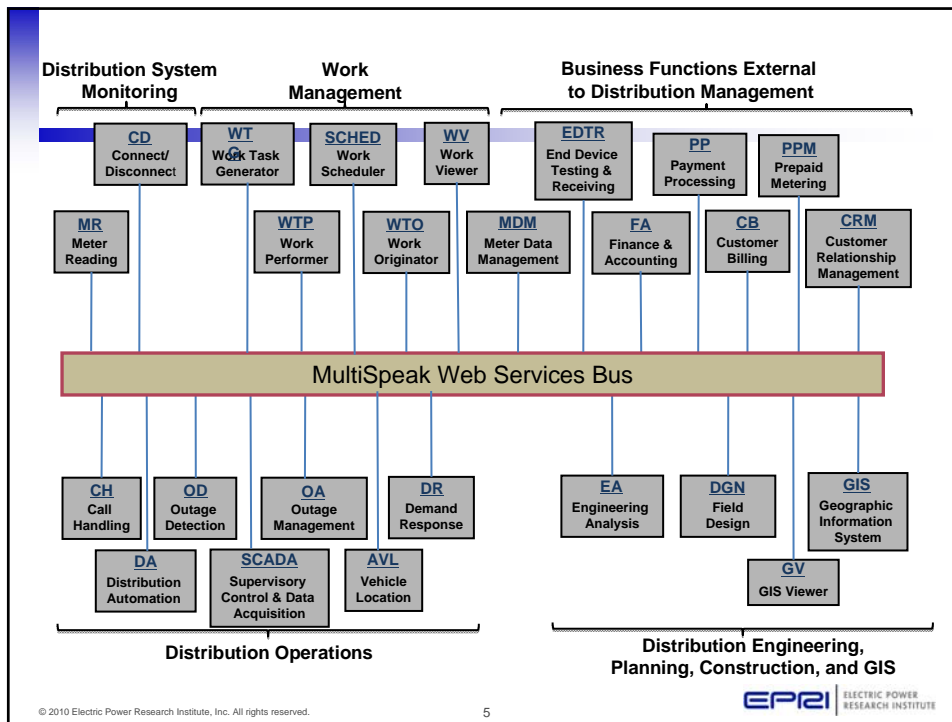 Distribution System
Monitoring
Work
Management
Business Functions External
to Distribution Management
CD
Connect/
Disconnect
WT
G
Work Task
Generator
SCHED
Work
Scheduler
WV
Work
Viewer
EDTR
End Device
Testing &
Receiving
PP
Payment
Processing
PPM
Prepaid
Metering
MR
Meter
Reading
WTP
Work
Performer
WTO
Work
Originator
MDM
Meter Data
Management
FA
Finance &
Accounting
CB
Customer
Billing
CRM
Customer
Relationship
Management
MultiSpeak Web Services Bus
CH
Call
Handling
OD
Outage
Detection
OA
Outage
Management
DR
Demand
Response
EA
Engineering
Analysis
DGN
Field
Design
GIS
Geographic
Information
System
DA
Distribution
Automation
SCADA
Supervisory
Control & Data
Acquisition
AVL
Vehicle
Location
GV
GIS Viewer
Distribution Operations
Distribution Engineering,
Planning, Construction, and GIS
© 2010 Electric Power Research Institute, Inc. All rights reserved.
5
EPRI
ELECTRIC POWER
RESEARCH INSTITUTE